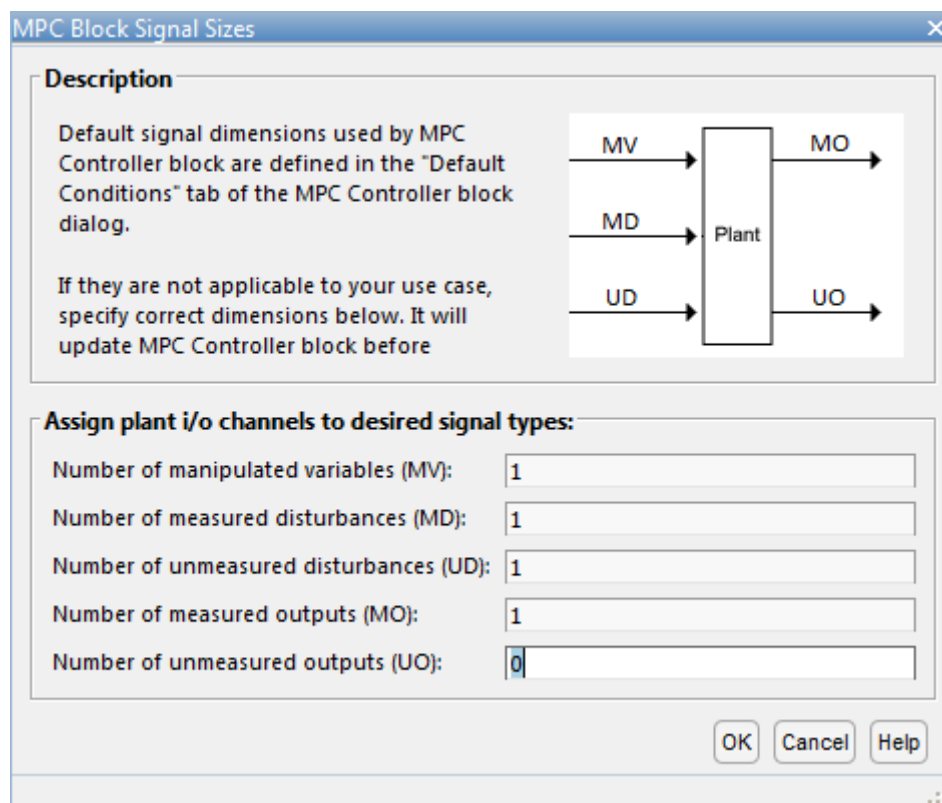 MPC Block Signal Sizes
Description
Default signal dimensions used by MPC
Controller block are defined in the "Default
Conditions" tab of the MPC Controller block
dialog.
If they are not applicable to your use case,
specify correct dimensions below. It will
update MPC Controller block before
MV MO
MD Plant
UD UO
Assign plant i/o channels to desired signal types:
Number of manipulated variables (MV): 1
Number of measured disturbances (MD): 1
Number of unmeasured disturbances (UD): 1
Number of measured outputs (MO): 1
Number of unmeasured outputs (UO): 0
OK Cancel Help